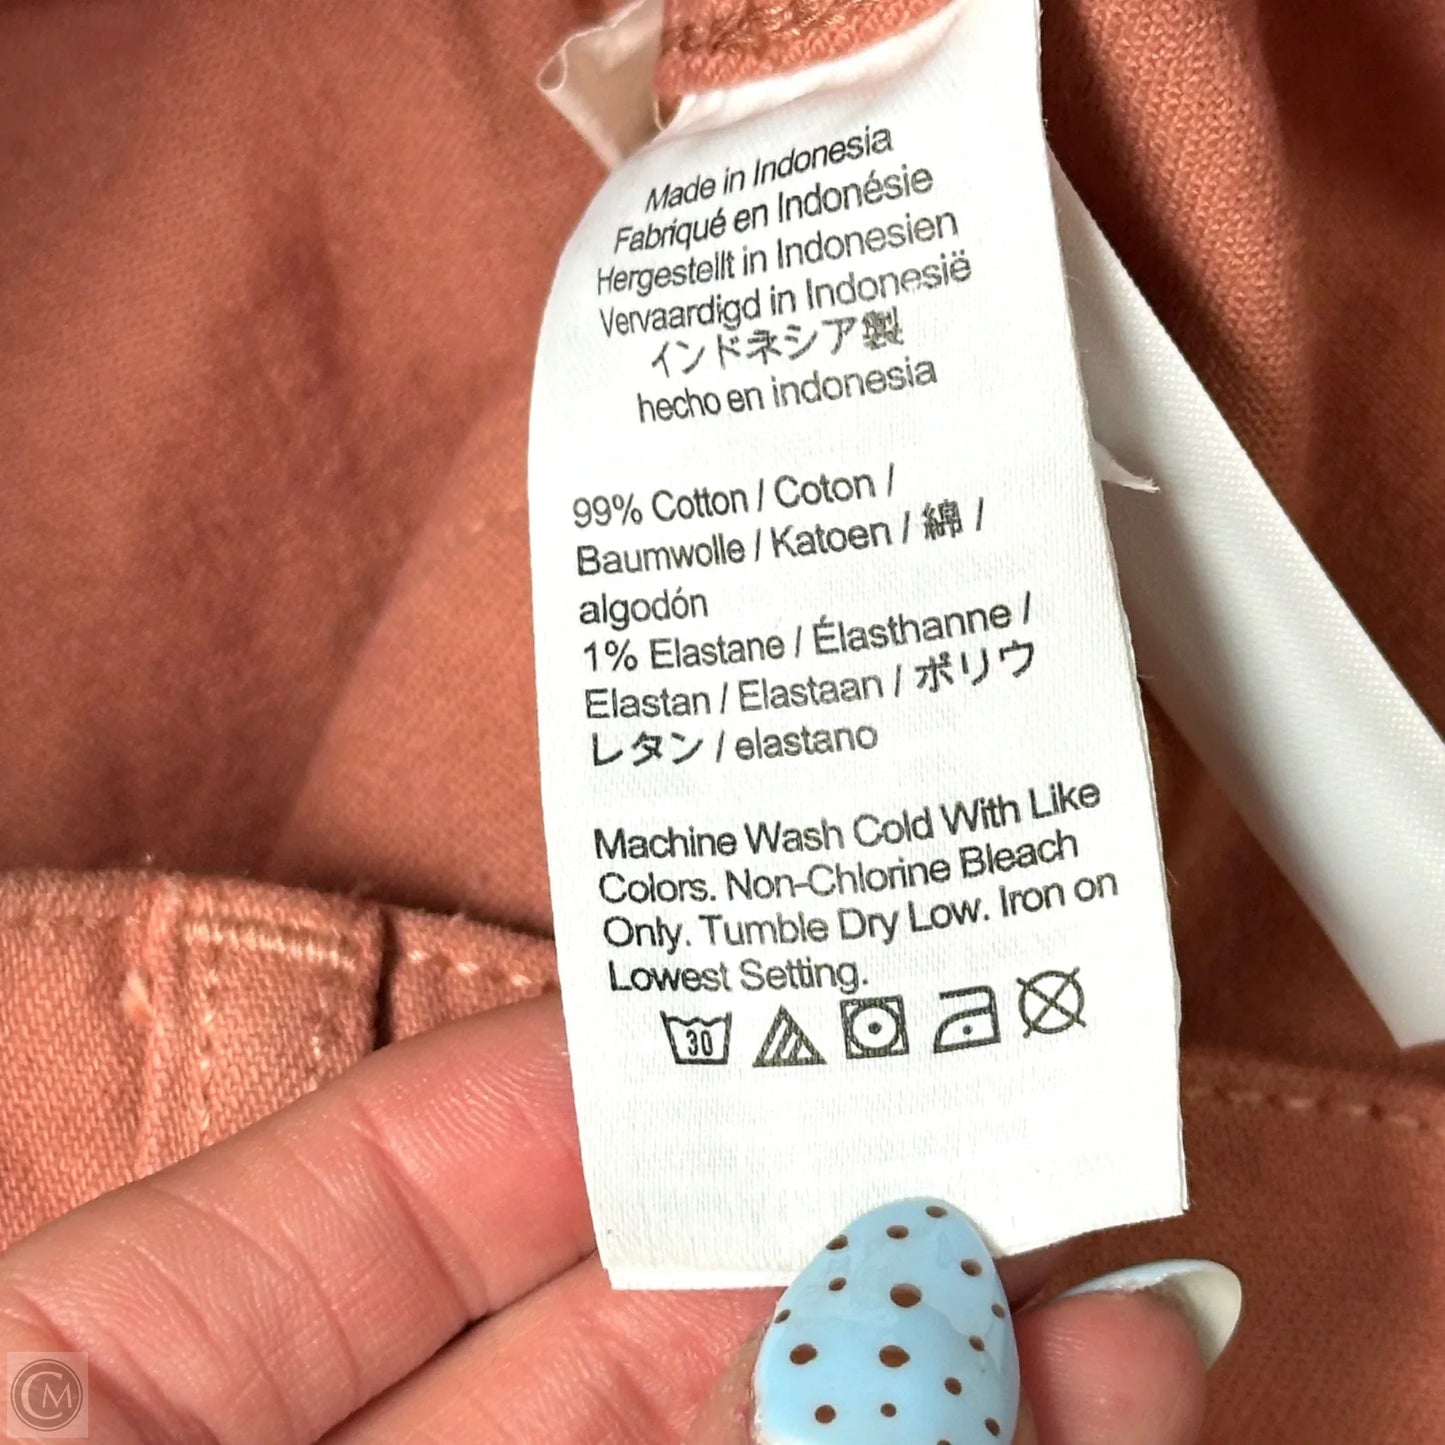 Made in Indonesia
Fabriqué en Indonésie
Hergestellt in Indonesien
Vervaardigd in Indonesië
インドネシア製
hecho en indonesia
99% Cotton / Coton /
Baumwolle / Katoen / 綿 /
algodón
1% Elastane / Élasthanne /
Elastan / Elastaan / ポリウ
レタン / elastano
Machine Wash Cold With Like
Colors. Non-Chlorine Bleach
Only. Tumble Dry Low. Iron on
Lowest Setting.
30
CM